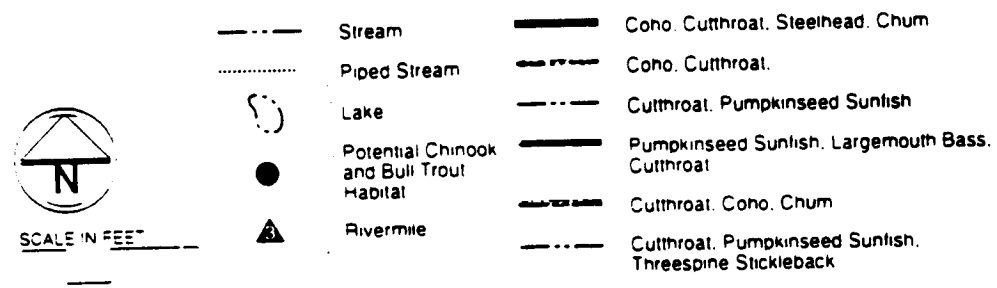 Stream
Piped Stream
Lake
Potential Chinook
and Bull Trout
Habitat
3
Rivermile
N
SCALE IN FEET
Coho, Cutthroat, Steelhead, Chum
Coho, Cutthroat,
Cutthroat, Pumpkinseed Sunfish
Pumpkinseed Sunfish, Largemouth Bass,
Cutthroat
Cutthroat, Coho, Chum
Cutthroat, Pumpkinseed Sunfish,
Threespine Stickleback